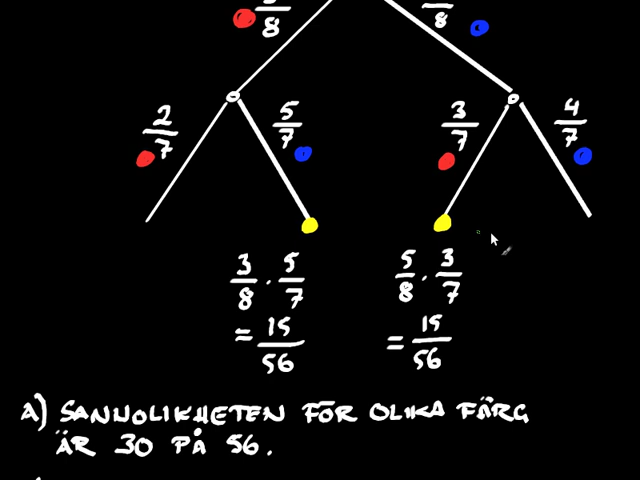 3/8 /8
2/7 5/7 3/7 4/7
3/8 · 5/7 5/8 · 3/7
= 15/56 = 15/56
A) SANNOLIKHETEN FÖR OLIKA FÄRG
ÄR 30 PÅ 56.